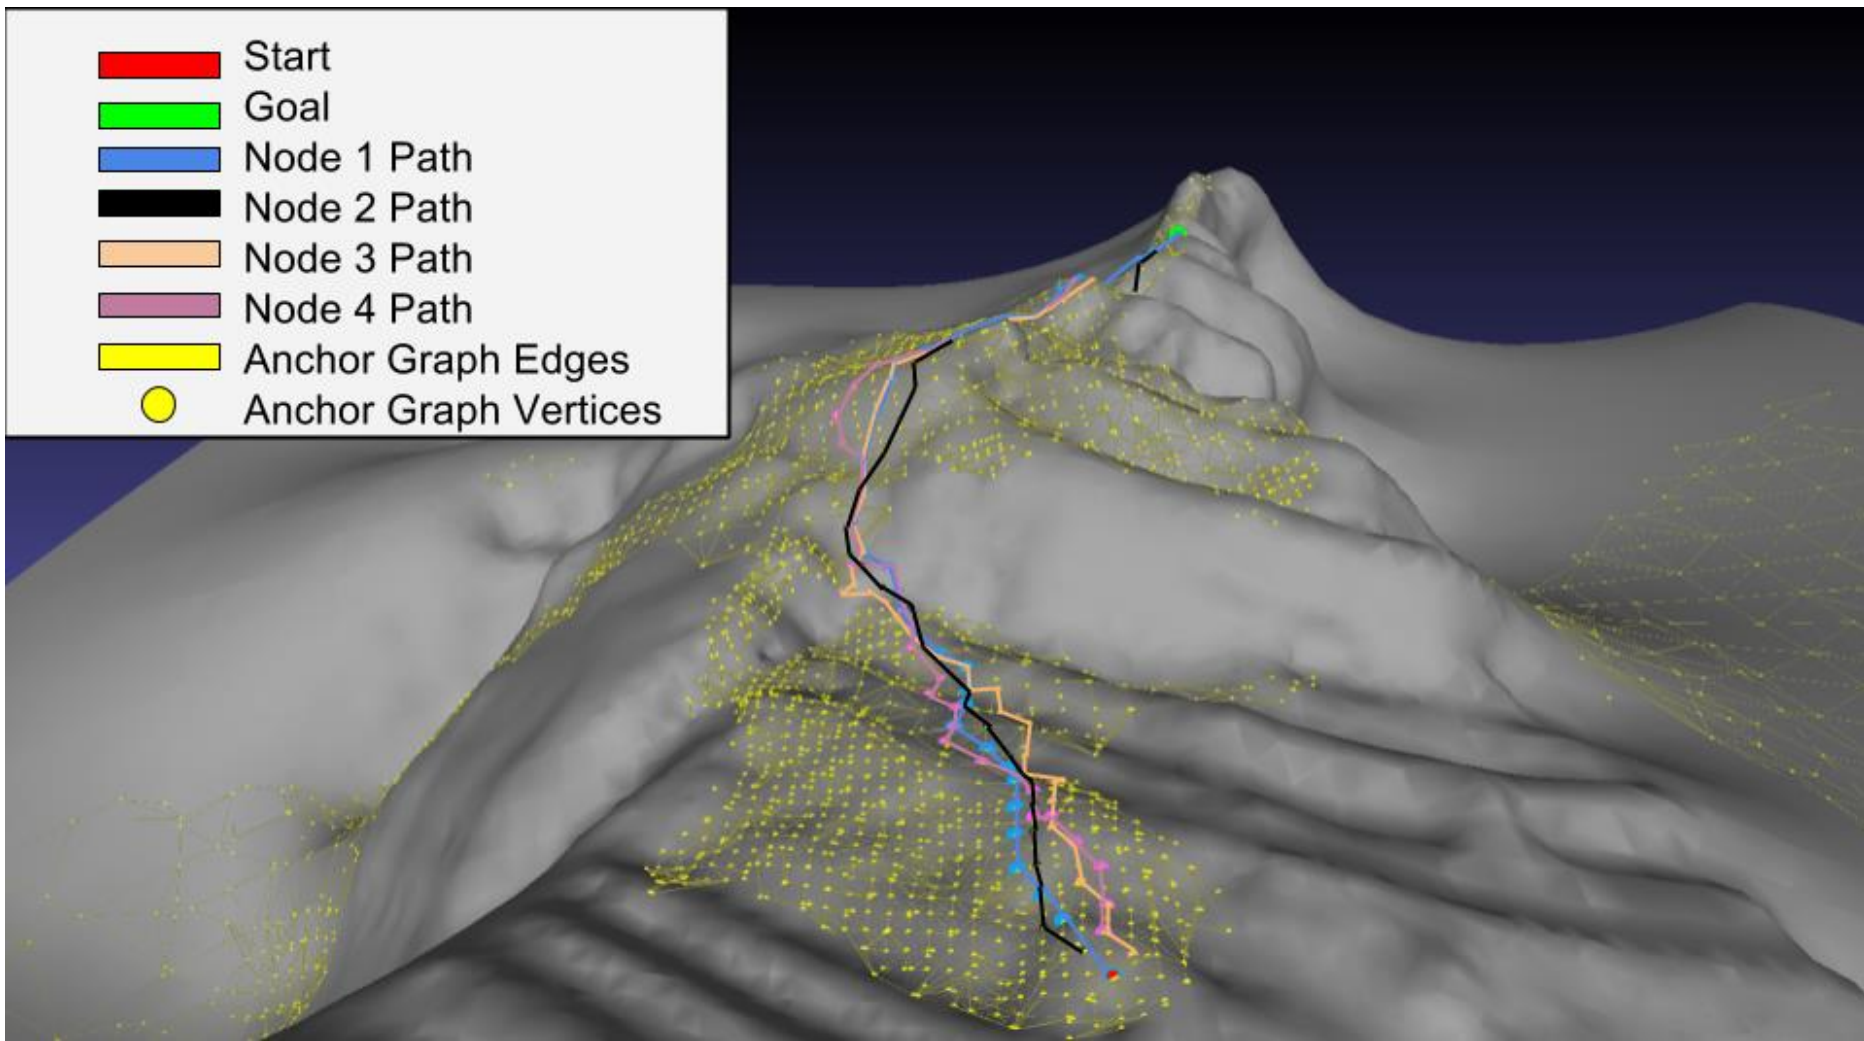 Start
Goal
Node 1 Path
Node 2 Path
Node 3 Path
Node 4 Path
Anchor Graph Edges
Anchor Graph Vertices